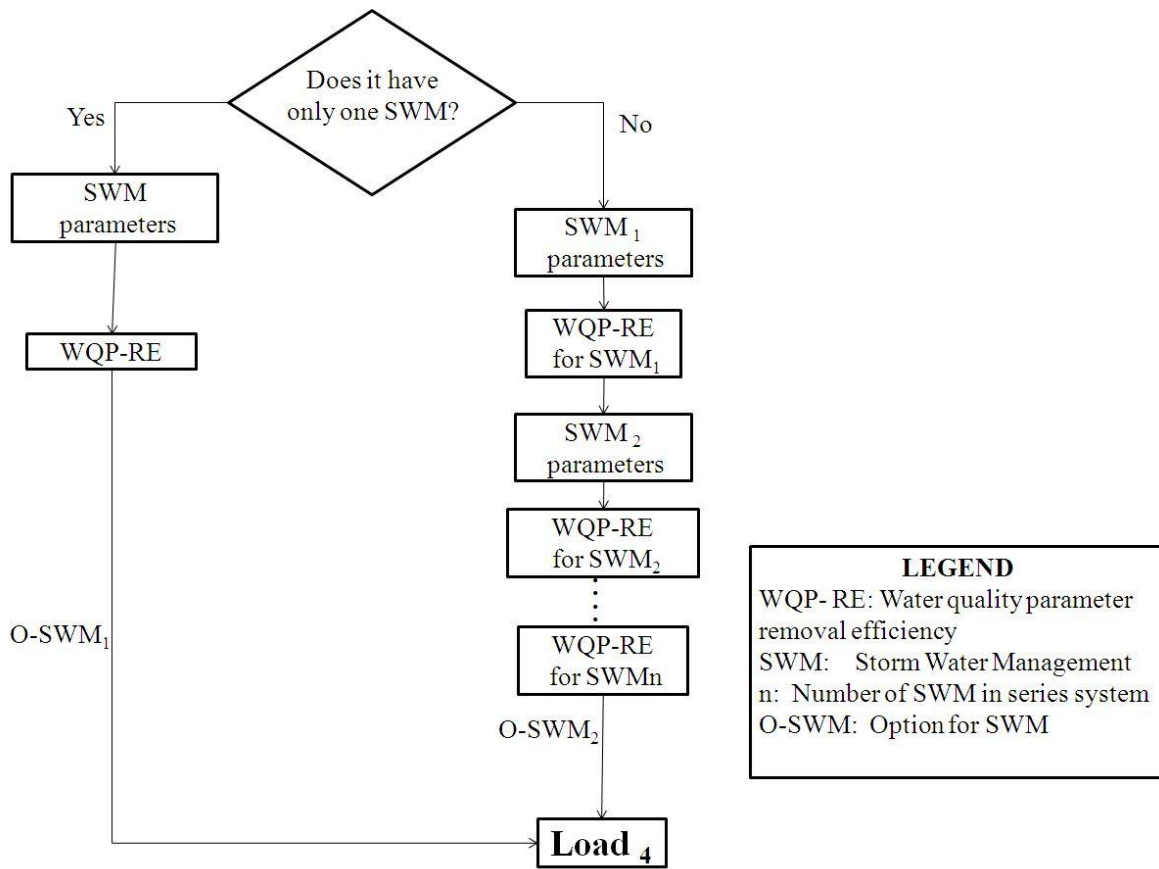 Does it have
only one SWM?
Yes
No
SWM
parameters
SWM 1
parameters
WQP-RE
WQP-RE
for SWM1
SWM 2
parameters
WQP-RE
for SWM2
WQP-RE
for SWMn
O-SWM1
O-SWM2
Load 4
LEGEND
WQP- RE: Water quality parameter
removal efficiency
SWM: Storm Water Management
n: Number of SWM in series system
O-SWM: Option for SWM